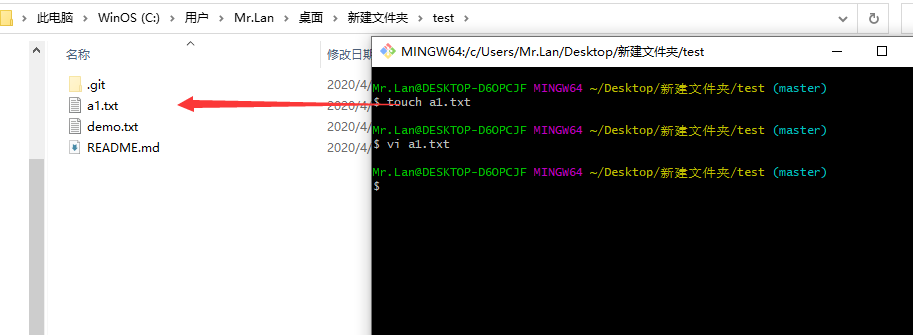 此电脑 > WinOS (C:) > 用户 > Mr.Lan > 桌面 > 新建文件夹 > test >
名称 修改日期
.git 2020/4/
a1.txt 2020/4/
demo.txt 2020/4/
README.md 2020/4/
MINGW64:/c/Users/Mr.Lan/Desktop/新建文件夹/test
Mr.Lan@DESKTOP-D6OPCJF MINGW64 ~/Desktop/新建文件夹/test (master)
$ touch a1.txt
Mr.Lan@DESKTOP-D6OPCJF MINGW64 ~/Desktop/新建文件夹/test (master)
$ vi a1.txt
Mr.Lan@DESKTOP-D6OPCJF MINGW64 ~/Desktop/新建文件夹/test (master)
$